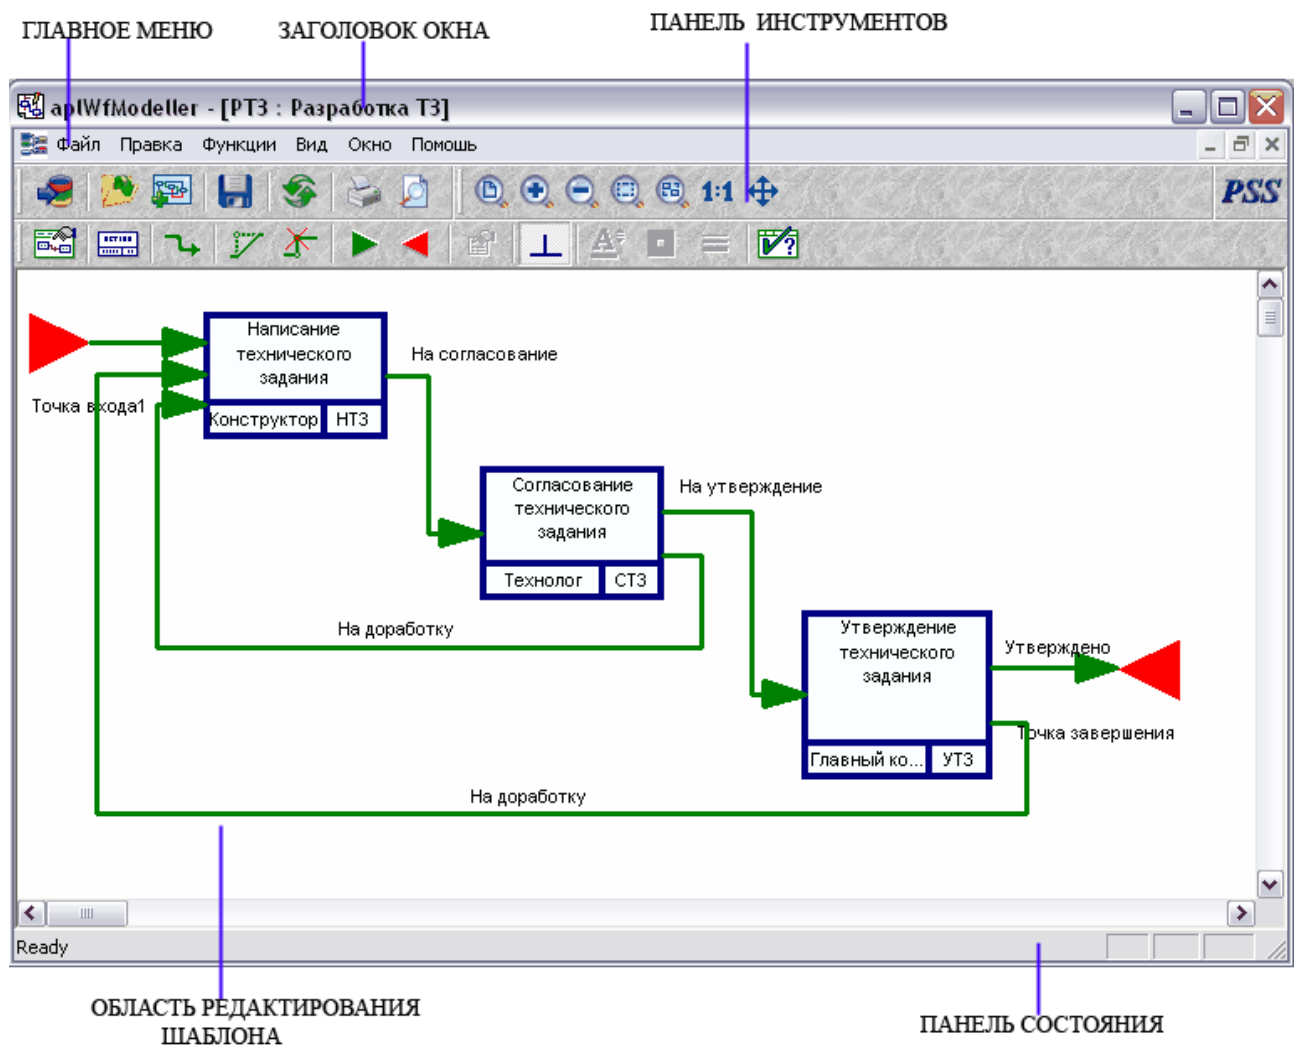 ГЛАВНОЕ МЕНЮ
ЗАГОЛОВОК ОКНА
ПАНЕЛЬ ИНСТРУМЕНТОВ
aplWfModeller - [РТЗ : Разработка ТЗ]
Файл Правка Функции Вид Окно Помошь
1:1
PSS
ACTION
Написание
технического
задания
Конструктор НТЗ
На согласование
Точка входа1
Согласование
технического
задания
Технолог СТЗ
На утверждение
На доработку
Утверждение
технического
задания
Главный ко... УТЗ
Утверждено
Точка завершения
На доработку
Ready
ОБЛАСТЬ РЕДАКТИРОВАНИЯ
ШАБЛОНА
ПАНЕЛЬ СОСТОЯНИЯ